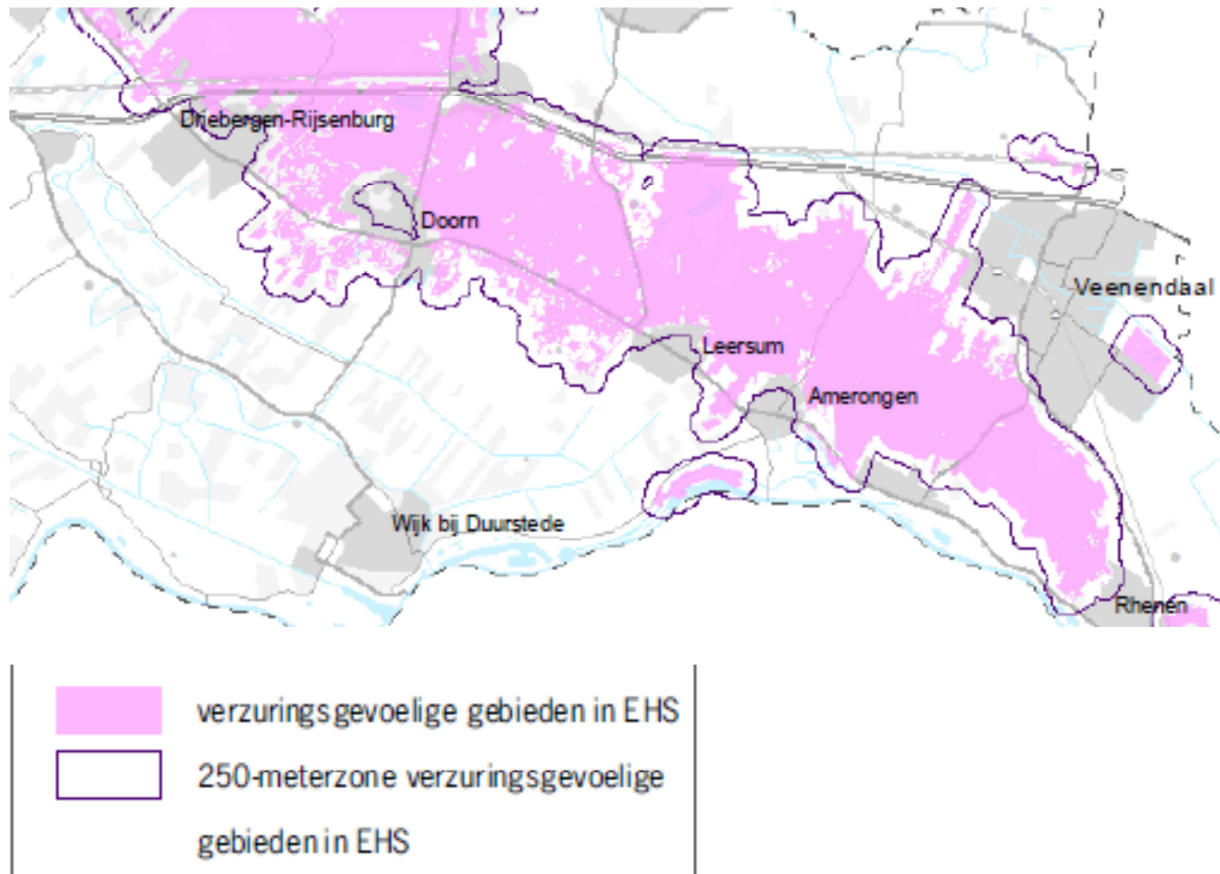 Driebergen-Rijsenburg
Doorn
Veenendaal
Leersum
Amerongen
Wijk bij Duurstede
Rhenen
verzuringsgevoelige gebieden in EHS
250-meterzone verzuringsgevoelige
gebieden in EHS